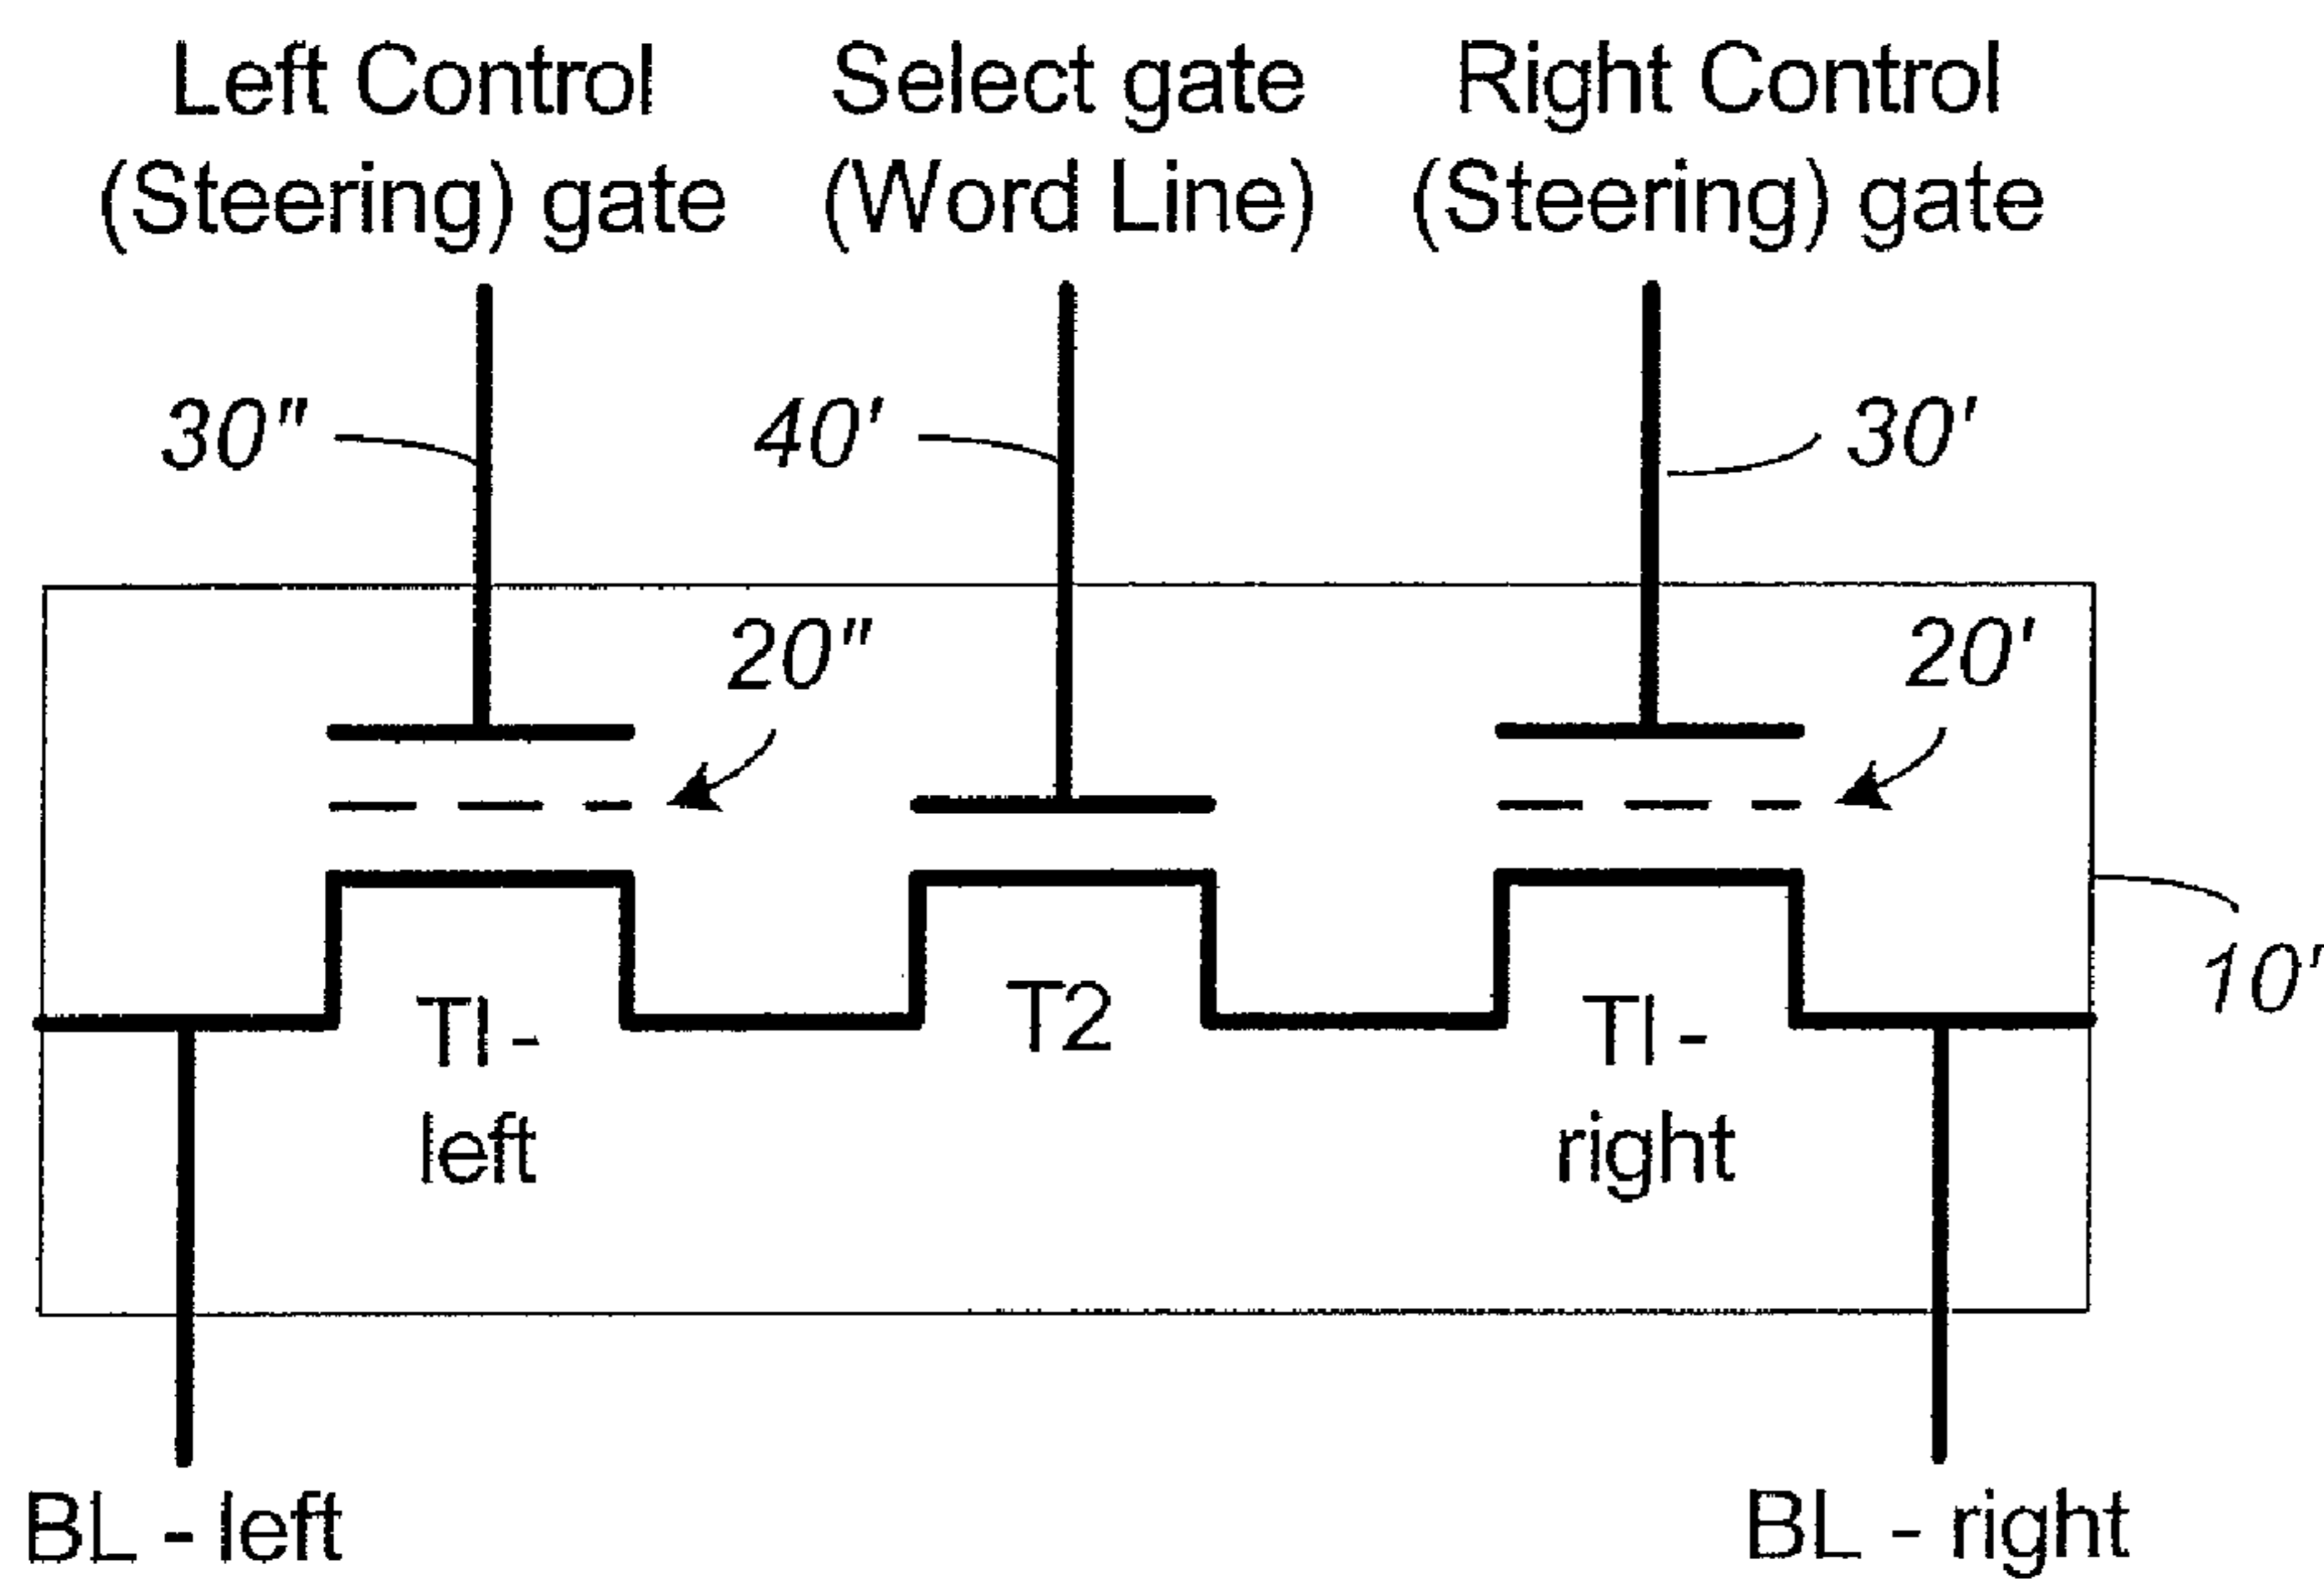 Left Control
(Steering) gate
Select gate
(Word Line)
Right Control
(Steering) gate
30"
40'
30'
20"
20'
10"
TI -
left
T2
TI -
right
BL - left
BL - right